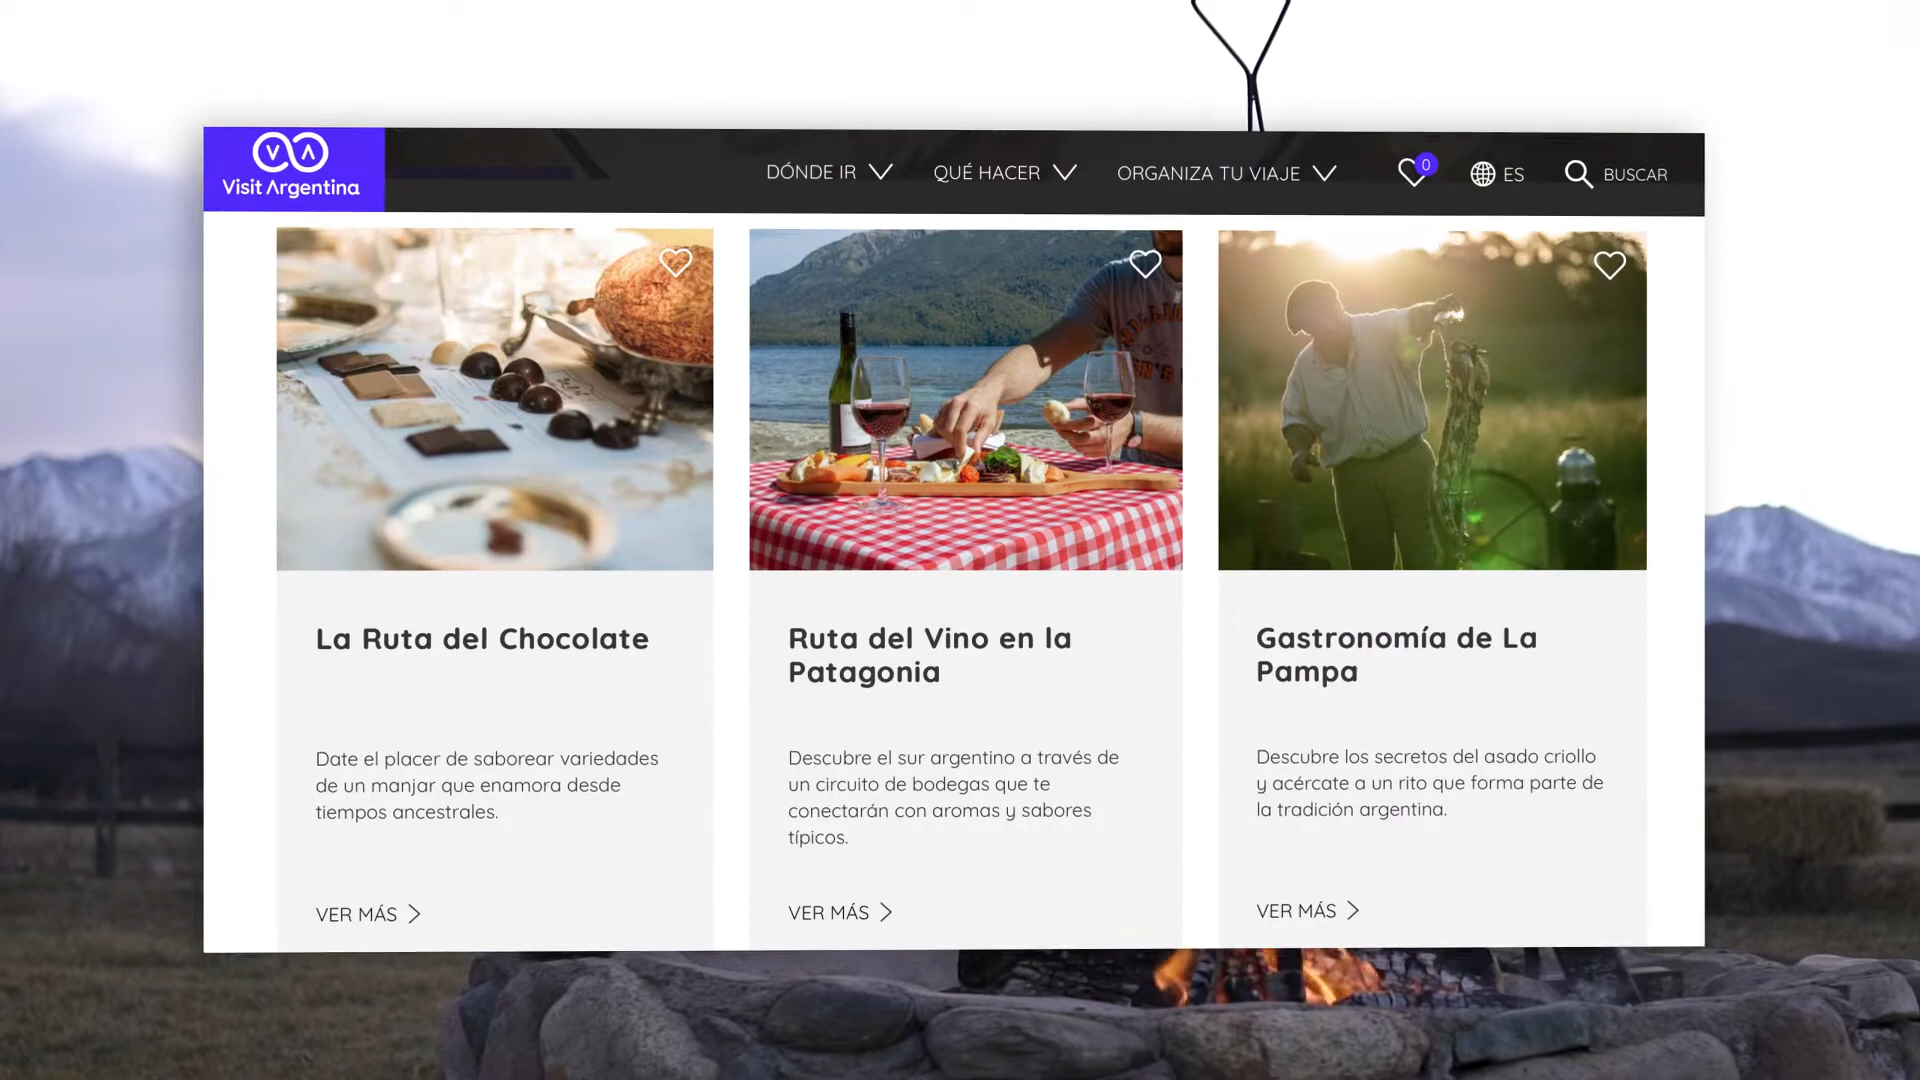 Visit Argentina
DÓNDE IR
QUÉ HACER
ORGANIZA TU VIAJE
0
ES
BUSCAR
La Ruta del Chocolate
Date el placer de saborear variedades
de un manjar que enamora desde
tiempos ancestrales.
VER MÁS
Ruta del Vino en la
Patagonia
Descubre el sur argentino a través de
un circuito de bodegas que te
conectarán con aromas y sabores
típicos.
VER MÁS
Gastronomía de La
Pampa
Descubre los secretos del asado criollo
y acércate a un rito que forma parte de
la tradición argentina.
VER MÁS